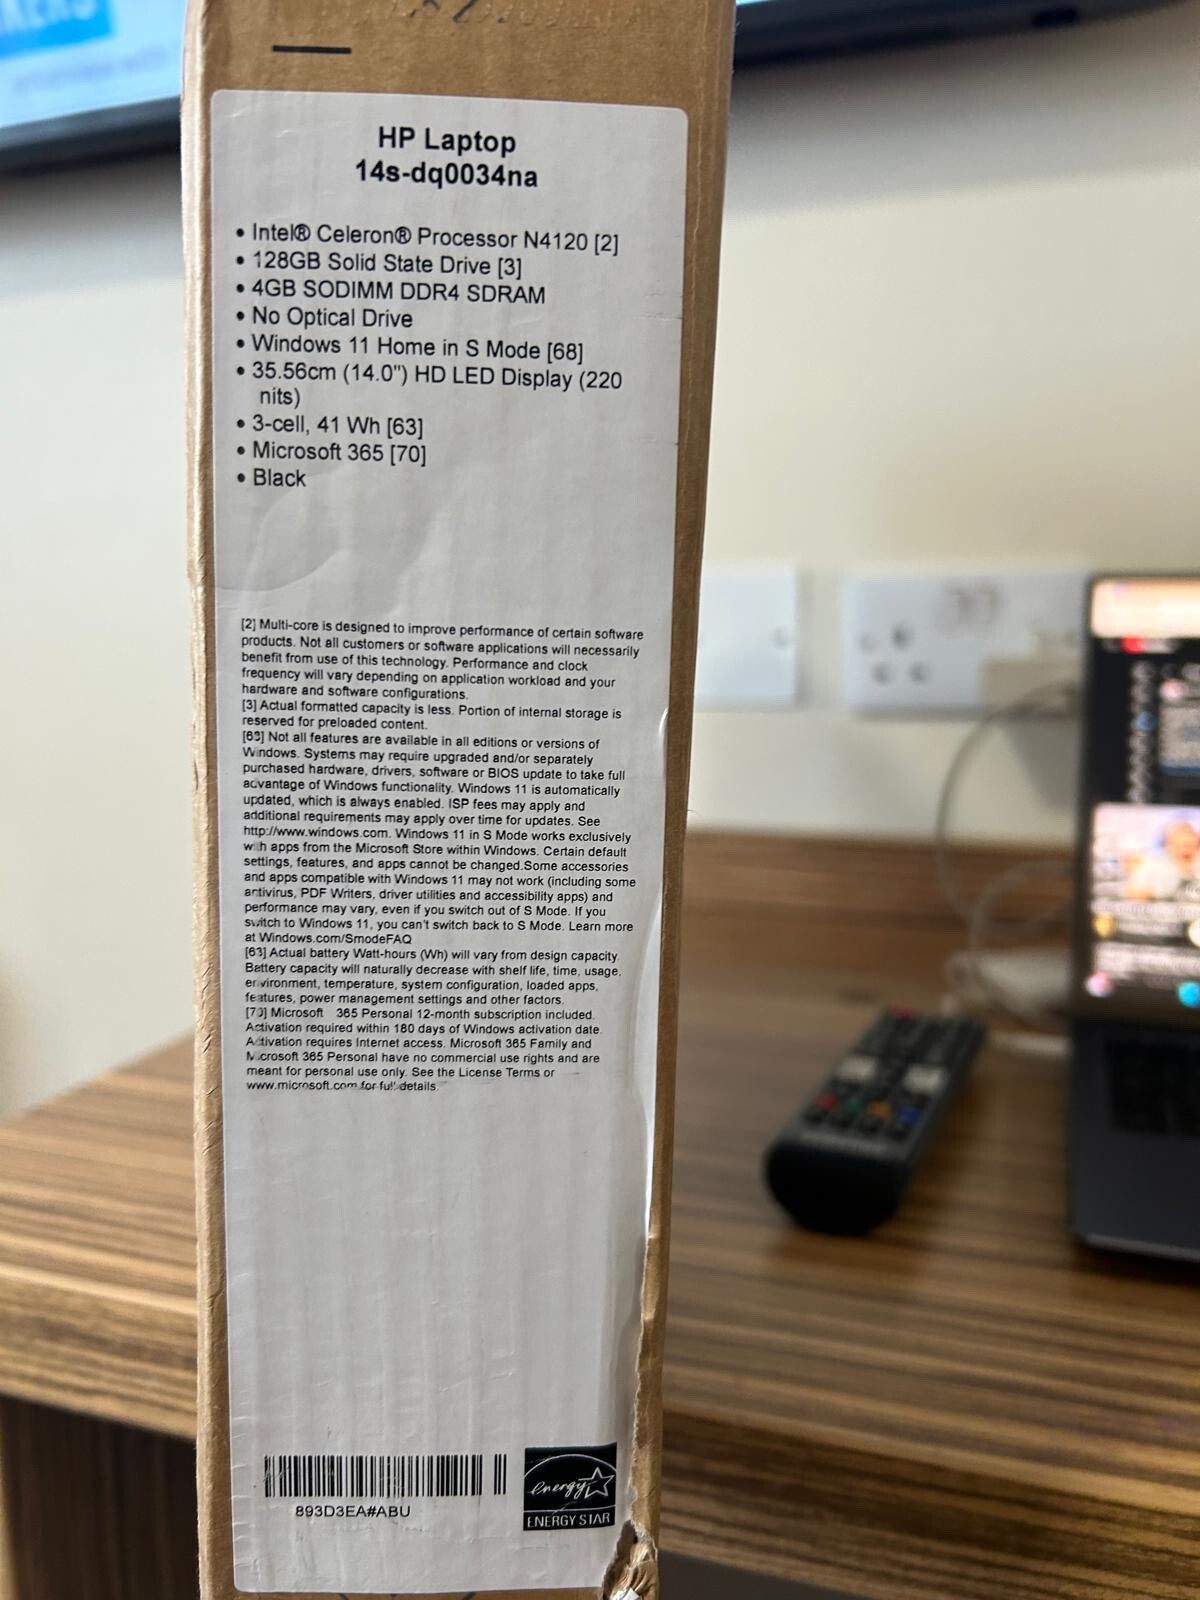 HP Laptop
14s-dq0034na
• Intel® Celeron® Processor N4120 [2]
• 128GB Solid State Drive [3]
• 4GB SODIMM DDR4 SDRAM
• No Optical Drive
• Windows 11 Home in S Mode [68]
• 35.56cm (14.0") HD LED Display (220
nits)
• 3-cell, 41 Wh [63]
• Microsoft 365 [70]
• Black
[2] Multi-core is designed to improve performance of certain software
products. Not all customers or software applications will necessarily
benefit from use of this technology. Performance and clock
frequency will vary depending on application workload and your
hardware and software configurations.
[3] Actual formatted capacity is less. Portion of internal storage is
reserved for preloaded content.
[63] Not all features are available in all editions or versions of
Windows. Systems may require upgraded and/or separately
purchased hardware, drivers, software or BIOS update to take full
advantage of Windows functionality. Windows 11 is automatically
updated, which is always enabled. ISP fees may apply and
additional requirements may apply over time for updates. See
http://www.windows.com. Windows 11 in S Mode works exclusively
with apps from the Microsoft Store within Windows. Certain default
settings, features, and apps cannot be changed.Some accessories
and apps compatible with Windows 11 may not work (including some
antivirus, PDF Writers, driver utilities and accessibility apps) and
performance may vary, even if you switch out of S Mode. If you
switch to Windows 11, you can't switch back to S Mode. Learn more
at Windows.com/SmodeFAQ
[63] Actual battery Watt-hours (Wh) will vary from design capacity.
Battery capacity will naturally decrease with shelf life, time, usage,
environment, temperature, system configuration, loaded apps,
features, power management settings and other factors.
[70] Microsoft 365 Personal 12-month subscription included.
Activation required within 180 days of Windows activation date.
Activation requires Internet access. Microsoft 365 Family and
Microsoft 365 Personal have no commercial use rights and are
meant for personal use only. See the License Terms or
www.microsoft.com for full details.
893D3EA#ABU
energy
ENERGY STAR